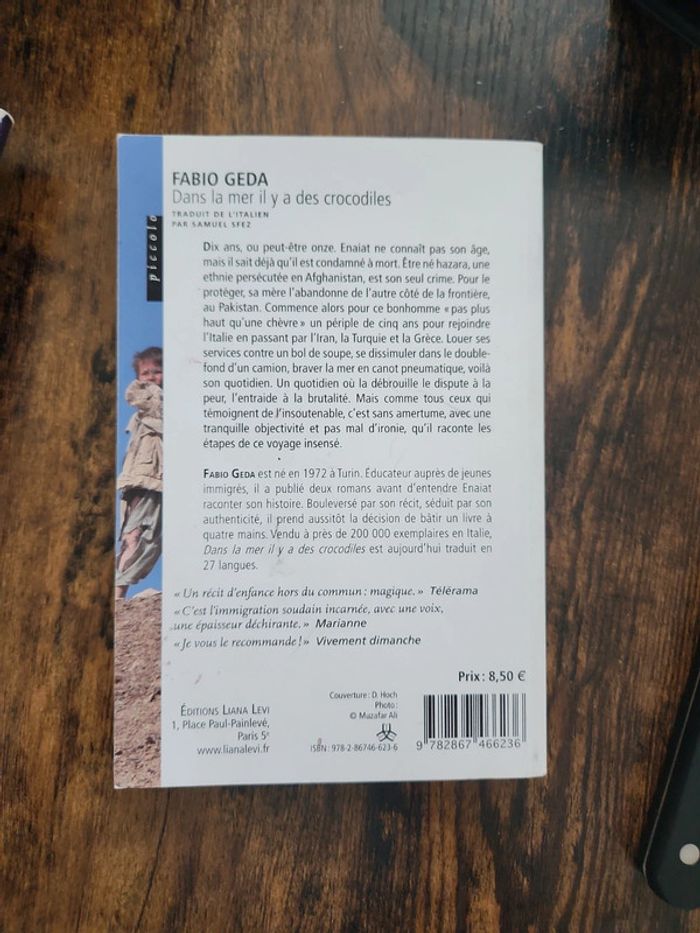 FABIO GEDA
Dans la mer il y a des crocodiles
TRADUIT DE L'ITALIEN
PAR SAMUEL SFEZ
piccolo
Dix ans, ou peut-être onze. Enaiat ne connaît pas son âge,
mais il sait déjà qu'il est condamné à mort. Être né hazara, une
ethnie persécutée en Afghanistan, est son seul crime. Pour le
protéger, sa mère l'abandonne de l'autre côté de la frontière,
au Pakistan. Commence alors pour ce bonhomme « pas plus
haut qu'une chèvre » un périple de cinq ans pour rejoindre
l'Italie en passant par l'Iran, la Turquie et la Grèce. Louer ses
services contre un bol de soupe, se dissimuler dans le double-
fond d'un camion, braver la mer en canot pneumatique, voilà
son quotidien. Un quotidien où la débrouille le dispute à la
peur, l'entraide à la brutalité. Mais comme tous ceux qui
témoignent de l'insoutenable, c'est sans amertume, avec une
tranquille objectivité et pas mal d'ironie, qu'il raconte les
étapes de ce voyage insensé.
FABIO GEDA est né en 1972 à Turin. Éducateur auprès de jeunes
immigrés, il a publié deux romans avant d'entendre Enaiat
raconter son histoire. Bouleversé par son récit, séduit par son
authenticité, il prend aussitôt la décision de bâtir un livre à
quatre mains. Vendu à près de 200 000 exemplaires en Italie,
Dans la mer il y a des crocodiles est aujourd'hui traduit en
27 langues.
« Un récit d'enfance hors du commun : magique. » Télérama
« C'est l'immigration soudain incarnée, avec une voix,
une épaisseur déchirante. » Marianne
« Je vous le recommande ! » Vivement dimanche
Prix : 8,50 €
ÉDITIONS LIANA LEVI
1, Place Paul-Painlevé,
Paris 5e
www.lianalevi.fr
Couverture : D. Hoch
Photo :
© Muzafar Ali
ISBN : 978-2-86746-623-6
9 782867 466236